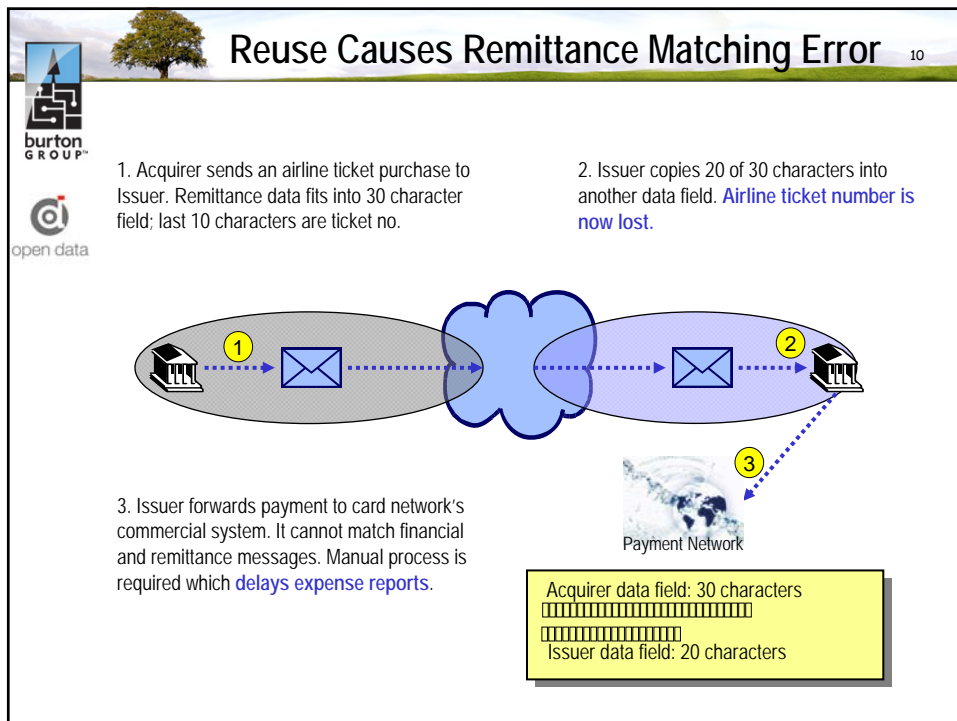 Reuse Causes Remittance Matching Error
10
burton
GROUP™
open data
1. Acquirer sends an airline ticket purchase to
Issuer. Remittance data fits into 30 character
field; last 10 characters are ticket no.
2. Issuer copies 20 of 30 characters into
another data field. Airline ticket number is
now lost.
1
2
3
3. Issuer forwards payment to card network's
commercial system. It cannot match financial
and remittance messages. Manual process is
required which delays expense reports.
Payment Network
Acquirer data field: 30 characters
Issuer data field: 20 characters